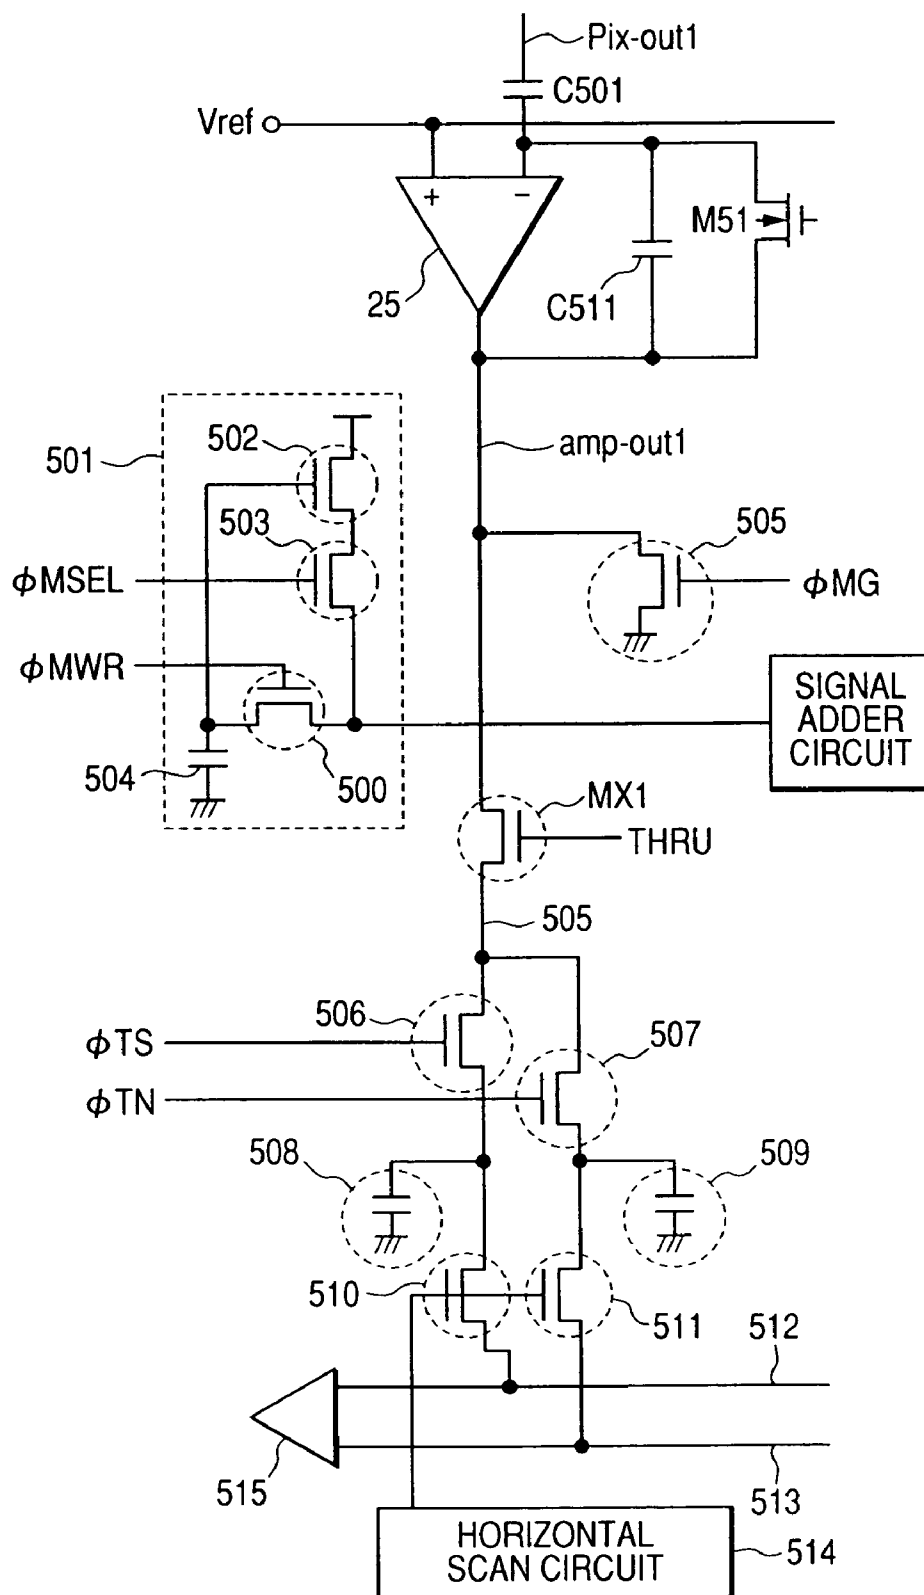 Pix-out1
C501
Vref
+
−
M51
25
C511
502
501
amp-out1
503
505
ϕMSEL
ϕMG
ϕMWR
SIGNAL
ADDER
CIRCUIT
504
500
MX1
THRU
505
506
507
ϕTS
ϕTN
508
509
510
511
512
515
513
HORIZONTAL
SCAN CIRCUIT
514